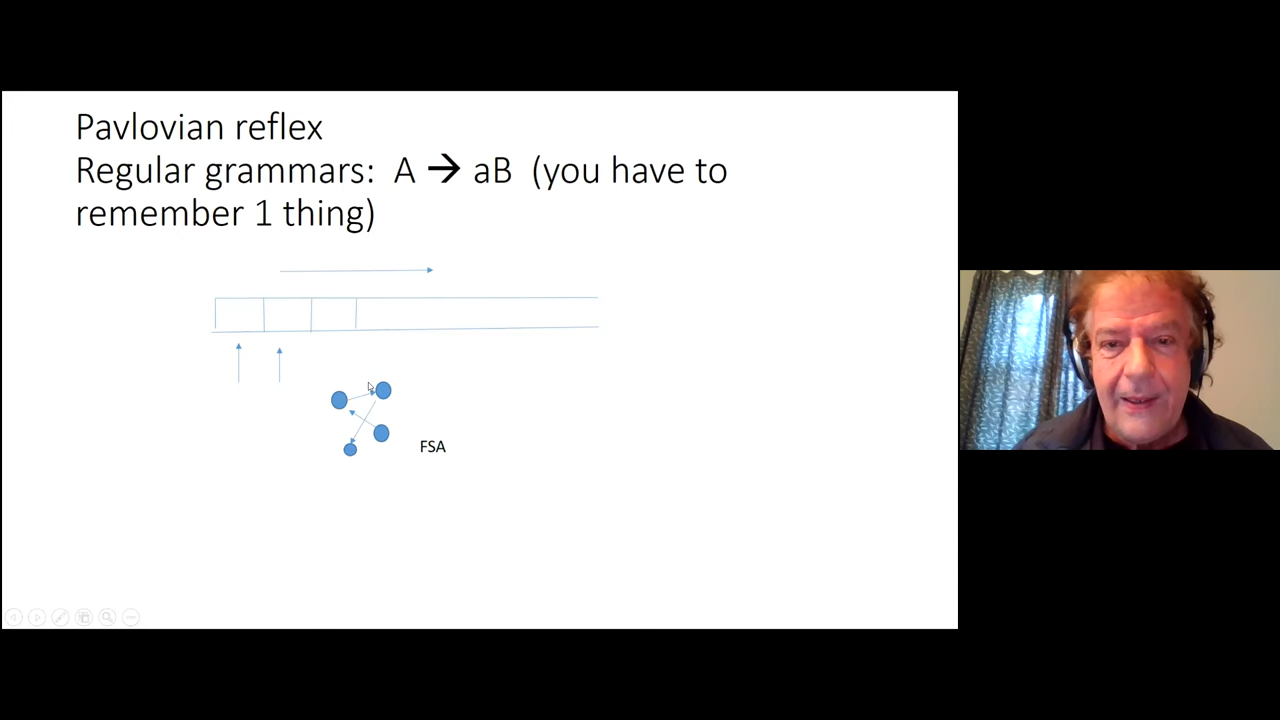 Pavlovian reflex
Regular grammars:  A → aB  (you have to
remember 1 thing)
FSA